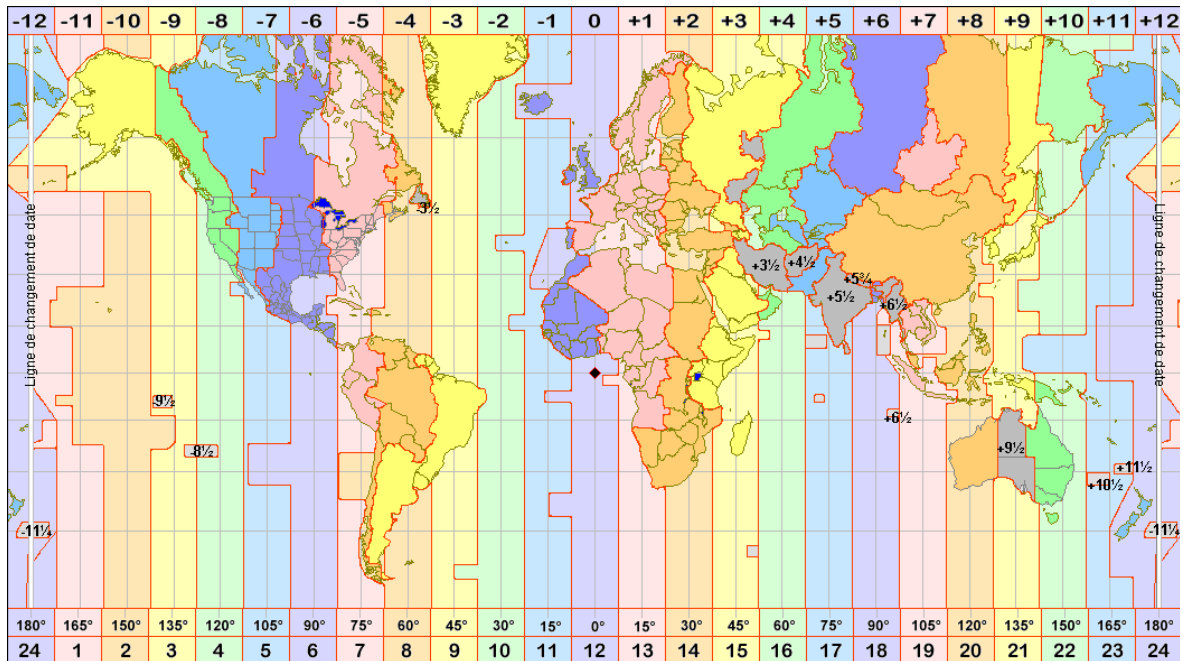 -12 -11 -10 -9 -8 -7 -6 -5 -4 -3 -2 -1 0 +1 +2 +3 +4 +5 +6 +7 +8 +9 +10 +11 +12
-3½
Ligne de changement de date
Ligne de changement de date
+3½
+4½
+5¾
+5½
+6½
-9½
+6½
-8½
+9½
+11½
+10½
-11¼
-11¼
180° 165° 150° 135° 120° 105° 90° 75° 60° 45° 30° 15° 0° 15° 30° 45° 60° 75° 90° 105° 120° 135° 150° 165° 180°
24 1 2 3 4 5 6 7 8 9 10 11 12 13 14 15 16 17 18 19 20 21 22 23 24